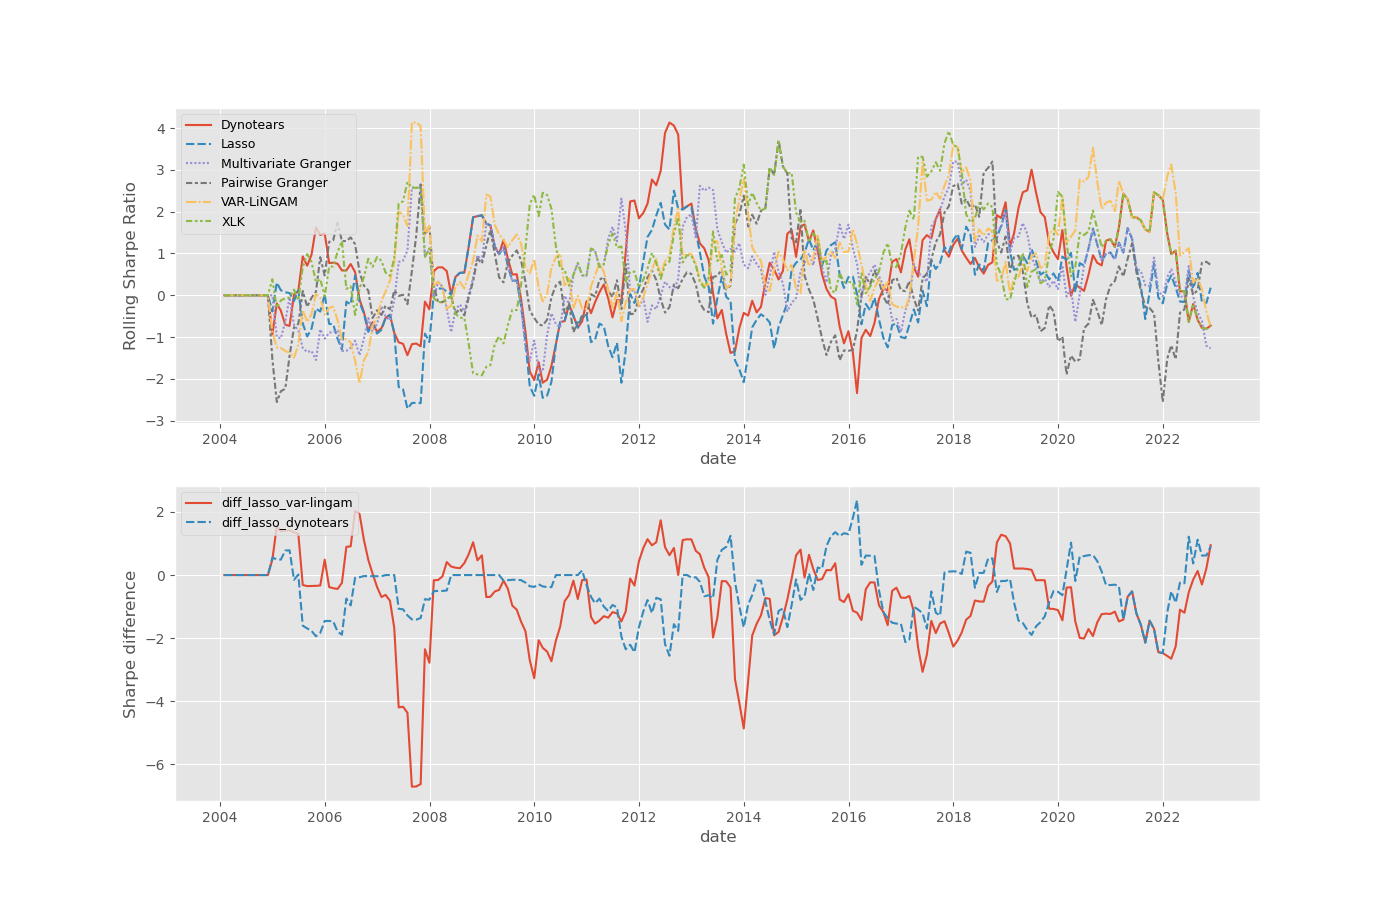 4
3
2
1
0
−1
−2
−3
Rolling Sharpe Ratio
Dynotears
Lasso
Multivariate Granger
Pairwise Granger
VAR-LiNGAM
XLK
2004 2006 2008 2010 2012 2014 2016 2018 2020 2022
date
2
0
−2
−4
−6
Sharpe difference
diff_lasso_var-lingam
diff_lasso_dynotears
2004 2006 2008 2010 2012 2014 2016 2018 2020 2022
date